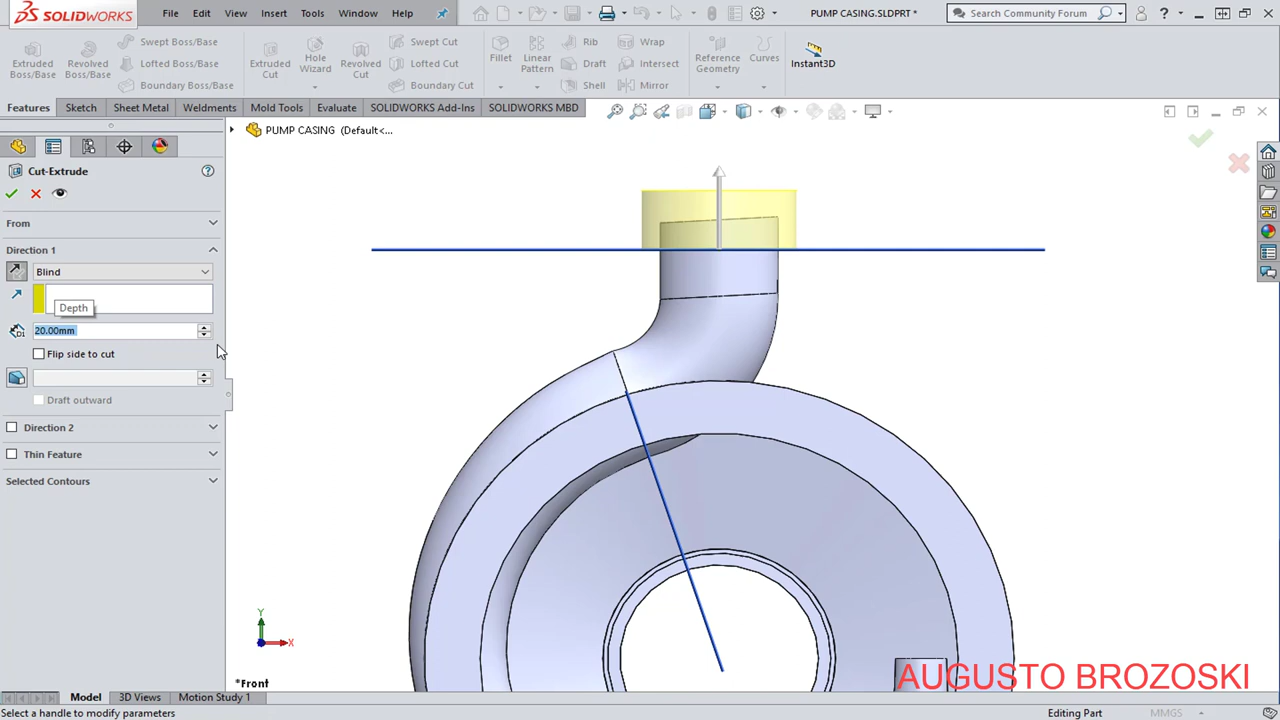 SOLIDWORKS
File Edit View Insert Tools Window Help
PUMP CASING.SLDPRT *
Search Community Forum
Extruded Boss/Base
Revolved Boss/Base
Swept Boss/Base
Lofted Boss/Base
Boundary Boss/Base
Extruded Cut
Hole Wizard
Revolved Cut
Swept Cut
Lofted Cut
Boundary Cut
Fillet
Linear Pattern
Rib
Draft
Shell
Wrap
Intersect
Mirror
Reference Geometry
Curves
Instant3D
Features Sketch Sheet Metal Weldments Mold Tools Evaluate SOLIDWORKS Add-Ins SOLIDWORKS MBD
PUMP CASING (Default<...
Cut-Extrude
From
Direction 1
Blind
Depth
20.00mm
Flip side to cut
Draft outward
Direction 2
Thin Feature
Selected Contours
Y
X
*Front
AUGUSTO BROZOSKI
Model 3D Views Motion Study 1
Select a handle to modify parameters
Editing Part
MMGS